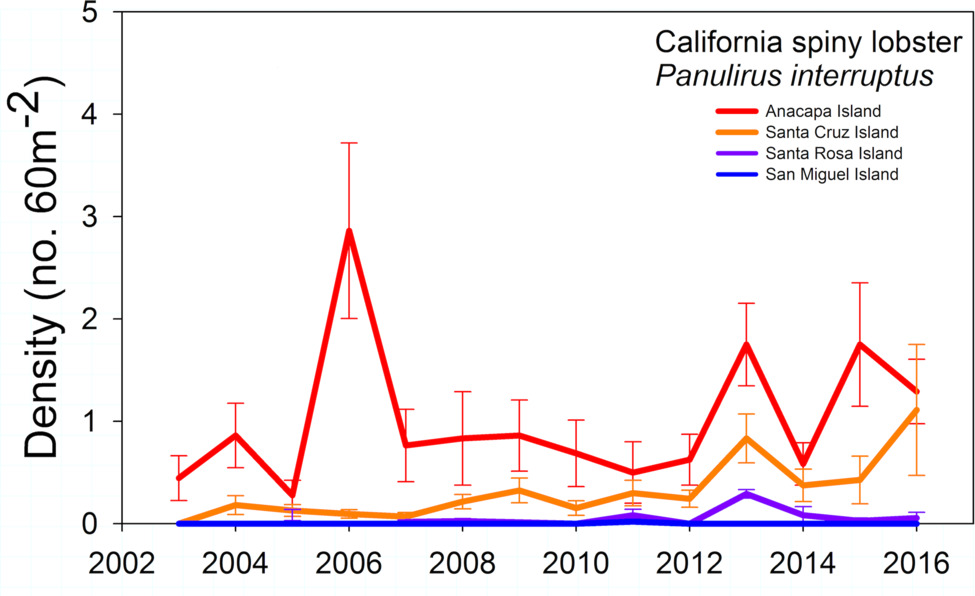 5
California spiny lobster
Panulirus interruptus
Anacapa Island
Santa Cruz Island
Santa Rosa Island
San Miguel Island
4
3
2
1
0
Density (no. 60m-2)
2002 2004 2006 2008 2010 2012 2014 2016